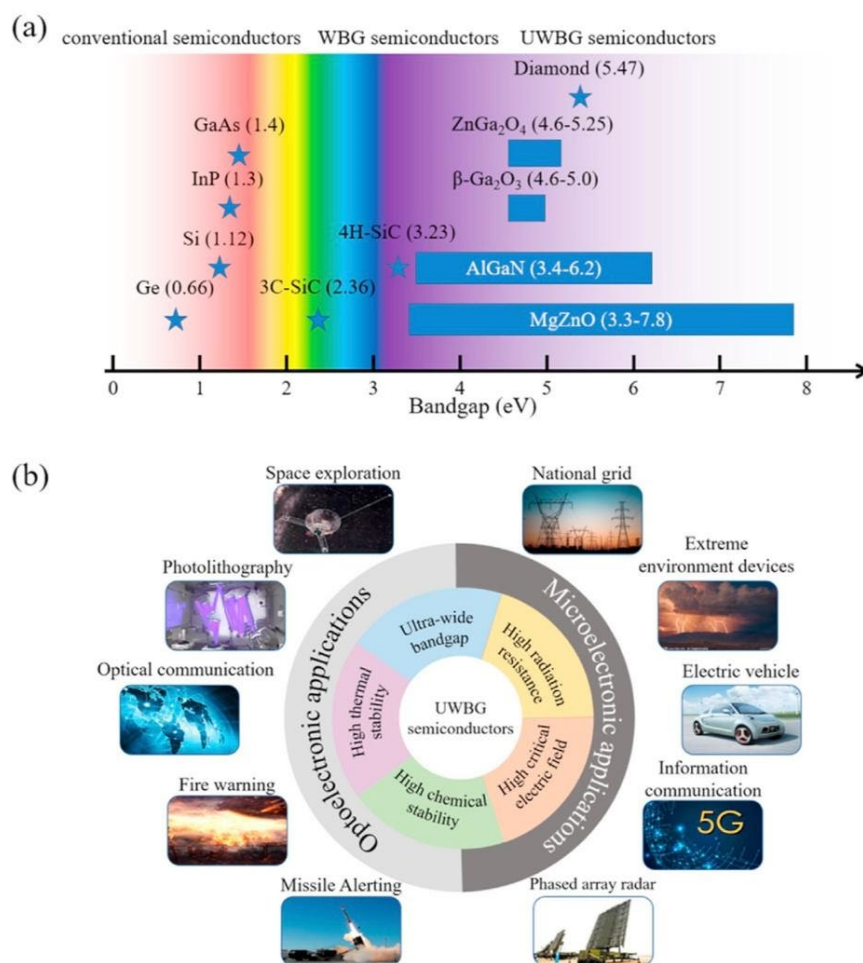 (a)
conventional semiconductors WBG semiconductors UWBG semiconductors
Diamond (5.47)
GaAs (1.4)
ZnGa₂O₄ (4.6-5.25)
InP (1.3)
β-Ga₂O₃ (4.6-5.0)
Si (1.12)
4H-SiC (3.23)
AlGaN (3.4-6.2)
Ge (0.66)
3C-SiC (2.36)
MgZnO (3.3-7.8)
0 1 2 3 4 5 6 7 8
Bandgap (eV)
(b)
Space exploration
National grid
Photolithography
Extreme
environment devices
Optical communication
Electric vehicle
Fire warning
Information
communication
5G
Missile Alerting
Phased array radar
Optoelectronic applications
Microelectronic applications
Ultra-wide
bandgap
High radiation
resistance
High thermal
stability
UWBG
semiconductors
High critical
electric field
High chemical
stability